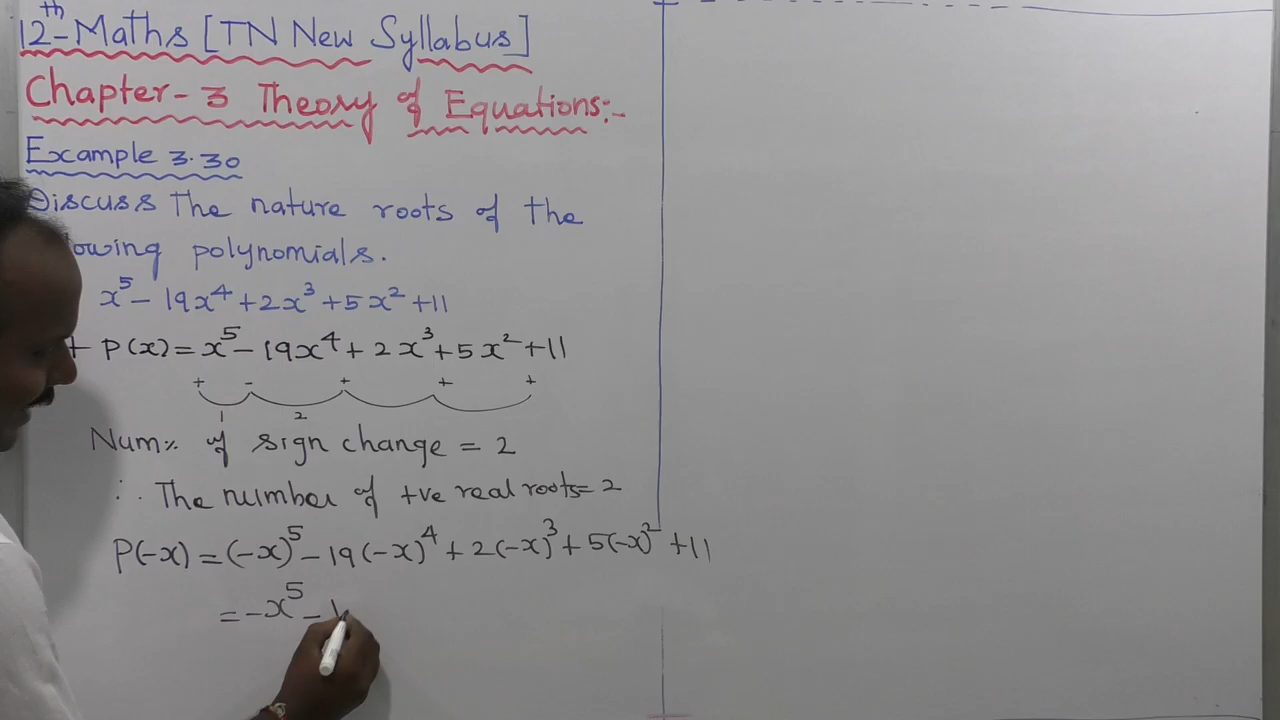 12th-Maths [TN New Syllabus]
Chapter-3 Theory of Equations:-
Example 3.30
Discuss The nature roots of the
lowing polynomials.
x⁵ - 19x⁴ + 2x³ + 5x² + 11
t P(x) = x⁵ - 19x⁴ + 2x³ + 5x² + 11
+ - + + +
1 2
Num: of sign change = 2
∴ The number of +ve real roots = 2
P(-x) = (-x)⁵ - 19(-x)⁴ + 2(-x)³ + 5(-x)² + 11
= -x⁵ - 1